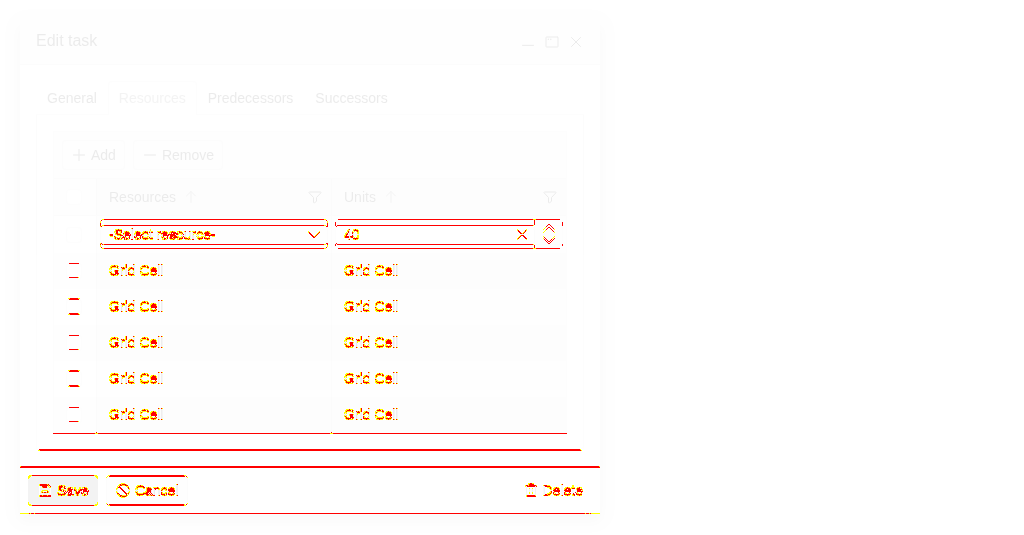 Edit task
General Resources Predecessors Successors
Add Remove
Resources Units
-Select resource- 40
Grid Cell Grid Cell
Grid Cell Grid Cell
Grid Cell Grid Cell
Grid Cell Grid Cell
Grid Cell Grid Cell
Save Cancel Delete